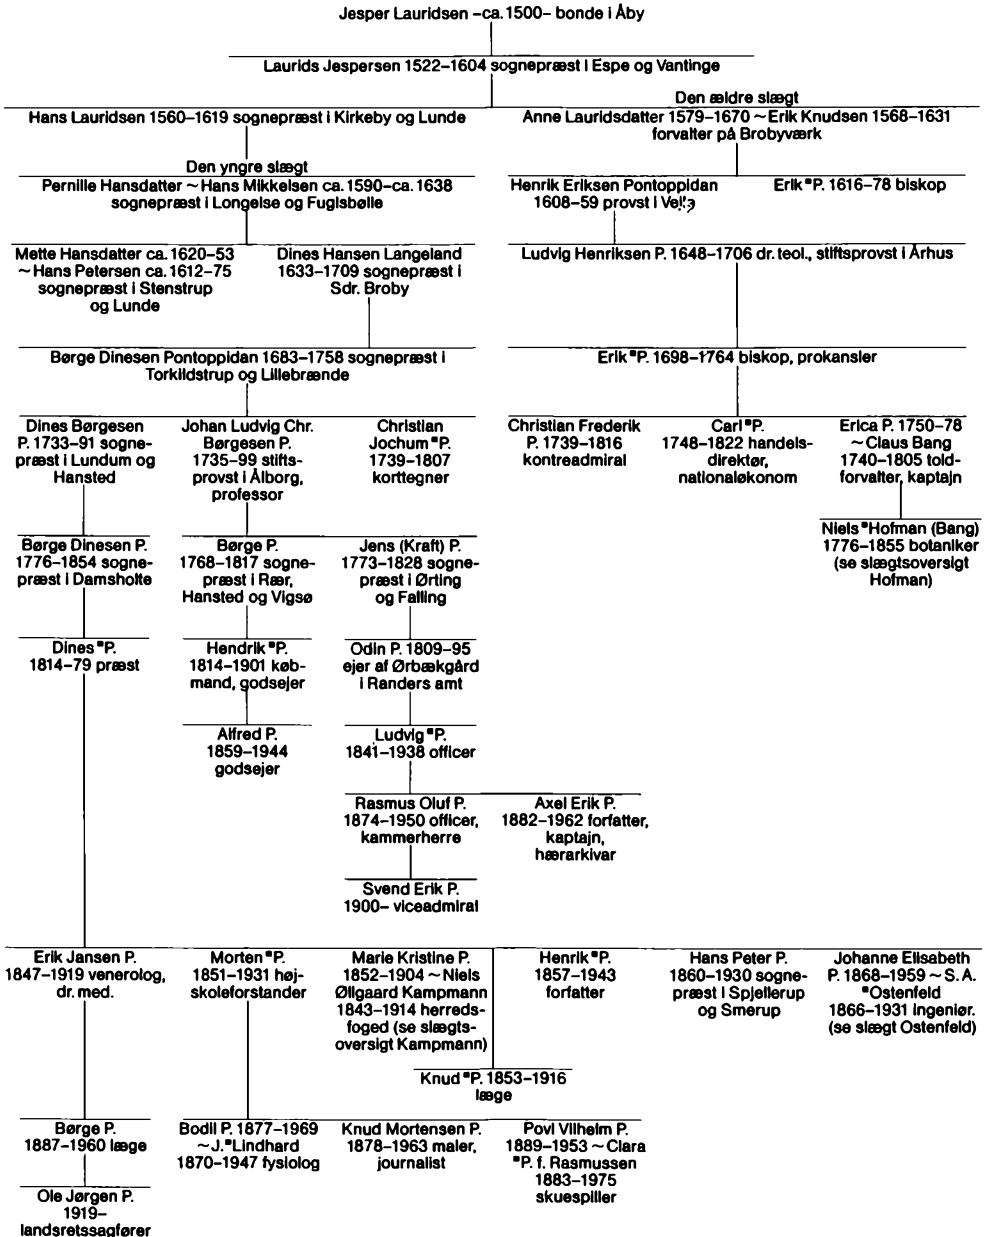 Jesper Lauridsen –ca. 1500– bonde i Åby
Laurids Jespersen 1522–1604 sognepræst i Espe og Vantinge
Hans Lauridsen 1560–1619 sognepræst i Kirkeby og Lunde
Den ældre slægt
Anne Lauridsdatter 1579–1670 ~ Erik Knudsen 1568–1631
forvalter på Brobyværk
Den yngre slægt
Pernille Hansdatter ~ Hans Mikkelsen ca. 1590–ca. 1638
sognepræst i Longelse og Fuglsbølle
Henrik Eriksen Pontoppidan
1608–59 provst i
Erik *P. 1616–78 biskop
Mette Hansdatter ca. 1620–53
~ Hans Petersen ca. 1612–75
sognepræst i Stenstrup
og Lunde
Dines Hansen Langeland
1633–1709 sognepræst i
Sdr. Broby
Ludvig Henriksen P. 1648–1706 dr. teol., stiftsprovst i Århus
Børge Dinesen Pontoppidan 1683–1758 sognepræst i
Torkildstrup og Lillebrænde
Erik *P. 1698–1764 biskop, prokansler
Dines Børgesen
P. 1733–91 sogne-
præst i Lundum og
Hansted
Johan Ludvig Chr.
Børgesen P.
1735–99 stifts-
provst i Ålborg,
professor
Christian
Jochum *P.
1739–1807
korttegner
Christian Frederik
P. 1739–1816
kontreadmiral
Carl *P.
1748–1822 handels-
direktør,
nationaløkonom
Erica P. 1750–78
~ Claus Bang
1740–1805 told-
forvalter, kaptajn
Børge Dinesen P.
1776–1854 sogne-
præst i Damsholte
Børge P.
1768–1817 sogne-
præst i Rær,
Hansted og Vigsø
Jens (Kraft) P.
1773–1828 sogne-
præst i Ørting
og Falling
Niels *Hofman (Bang)
1776–1855 botaniker
(se slægtsoversigt
Hofman)
Dines *P.
1814–79 præst
Hendrik *P.
1814–1901 køb-
mand, godsejer
Odin P. 1809–95
ejer af Ørbækgård
i Randers amt
Alfred P.
1859–1944
godsejer
Ludvig *P.
1841–1938 officer
Rasmus Oluf P.
1874–1950 officer,
kammerherre
Axel Erik P.
1882–1962 forfatter,
kaptajn,
hærarkivar
Svend Erik P.
1900– viceadmiral
Erik Jansen P.
1847–1919 venerolog,
dr. med.
Morten *P.
1851–1931 høj-
skoleforstander
Marie Kristine P.
1852–1904 ~ Niels
Øllgaard Kampmann
1843–1914 herreds-
foged (se slægts-
oversigt Kampmann)
Henrik *P.
1857–1943
forfatter
Hans Peter P.
1860–1930 sogne-
præst i Spjellerup
og Smerup
Johanne Elisabeth
P. 1868–1959 ~ S.A.
*Ostenfeld
1866–1931 ingeniør.
(se slægt Ostenfeld)
Knud *P. 1853–1916
læge
Børge P.
1887–1960 læge
Bodil P. 1877–1969
~ J. *Lindhard
1870–1947 fysiolog
Knud Mortensen P.
1878–1963 maler,
journalist
Povl Vilhelm P.
1889–1953 ~ Clara
*P. f. Rasmussen
1883–1975
skuespiller
Ole Jørgen P.
1919–
landsretssagfører